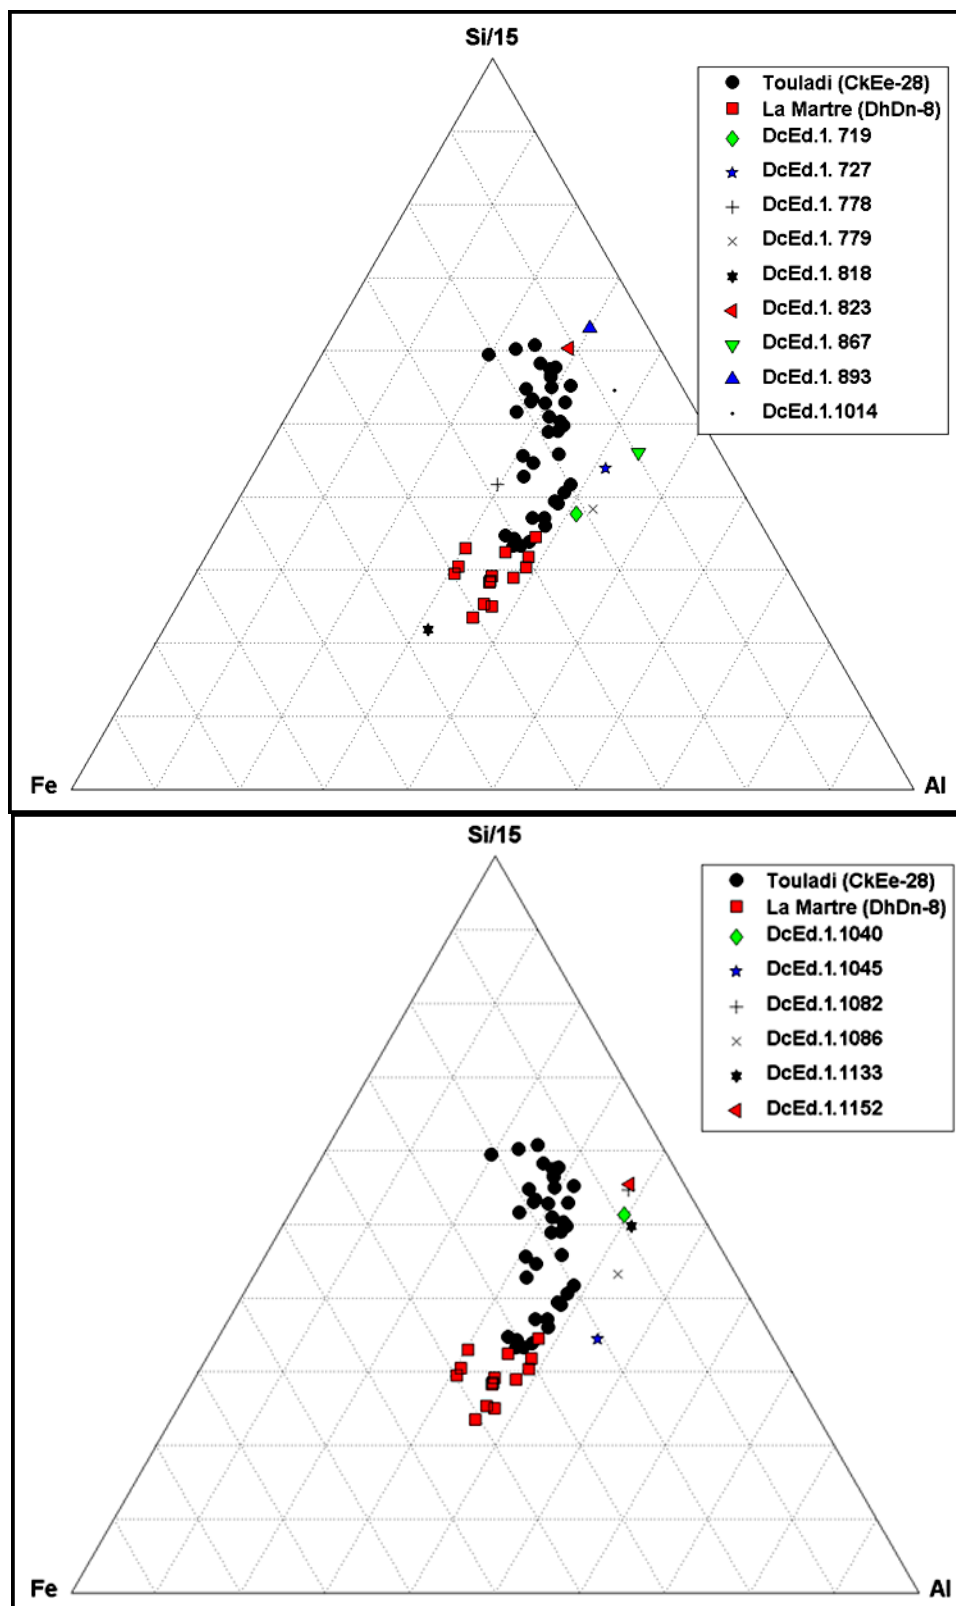 Si/15
Touladi (CkEe-28)
La Martre (DhDn-8)
DcEd.1. 719
DcEd.1. 727
DcEd.1. 778
DcEd.1. 779
DcEd.1. 818
DcEd.1. 823
DcEd.1. 867
DcEd.1. 893
DcEd.1.1014
Fe
Al
Si/15
Touladi (CkEe-28)
La Martre (DhDn-8)
DcEd.1.1040
DcEd.1.1045
DcEd.1.1082
DcEd.1.1086
DcEd.1.1133
DcEd.1.1152
Fe
Al